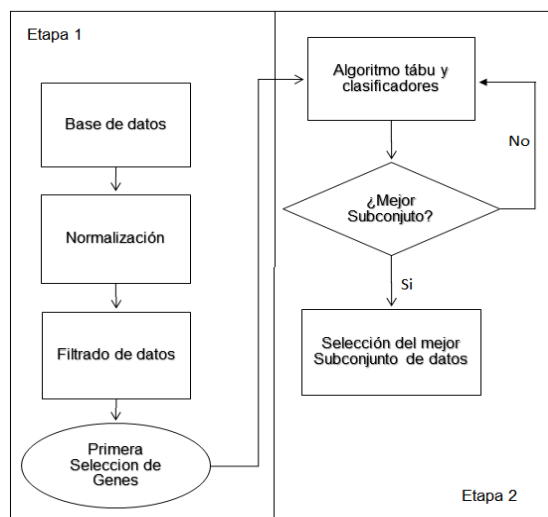 Etapa 1
Base de datos
Normalización
Filtrado de datos
Primera
Seleccion de
Genes
Algoritmo tábu y
clasificadores
No
¿Mejor
Subconjuto?
Si
Selección del mejor
Subconjunto de datos
Etapa 2